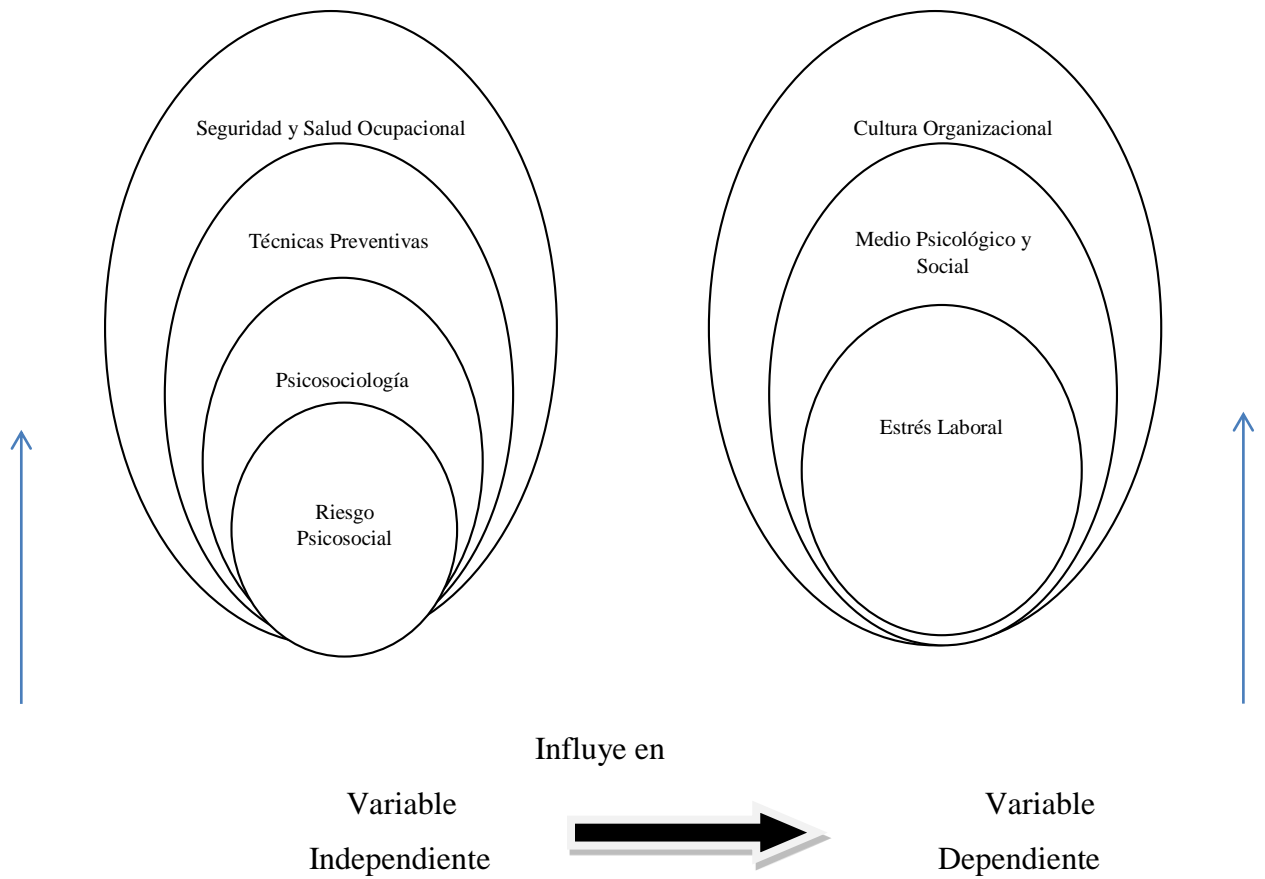 Seguridad y Salud Ocupacional
Técnicas Preventivas
Psicosociología
Riesgo
Psicosocial
Cultura Organizacional
Medio Psicológico y
Social
Estrés Laboral
Influye en
Variable
Independiente
Variable
Dependiente